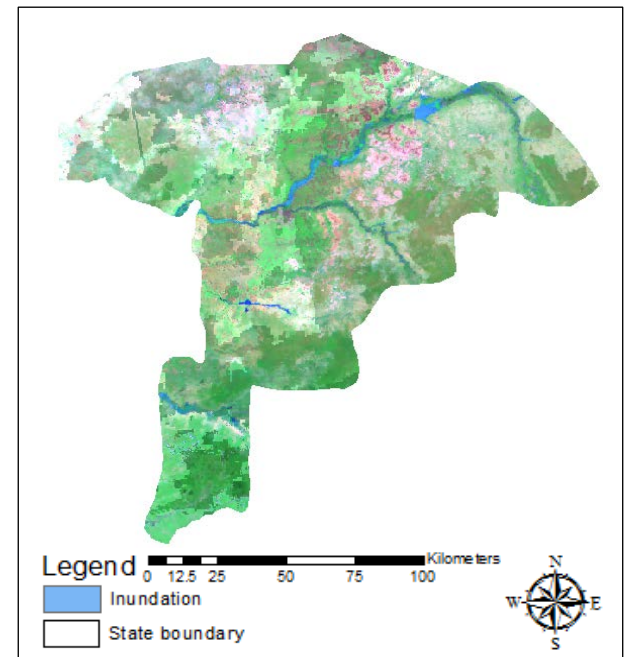 Legend
Kilometers
0 12.5 25 50 75 100
Inundation
State boundary
N
W E
S